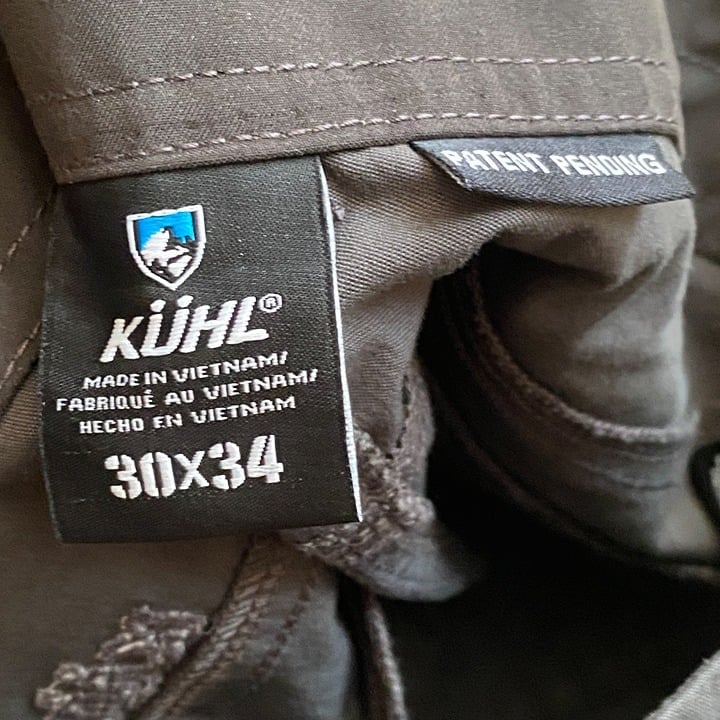 KÜHL®
MADE IN VIETNAM/
FABRIQUÉ AU VIETNAM/
HECHO EN VIETNAM
30X34
PATENT PENDING